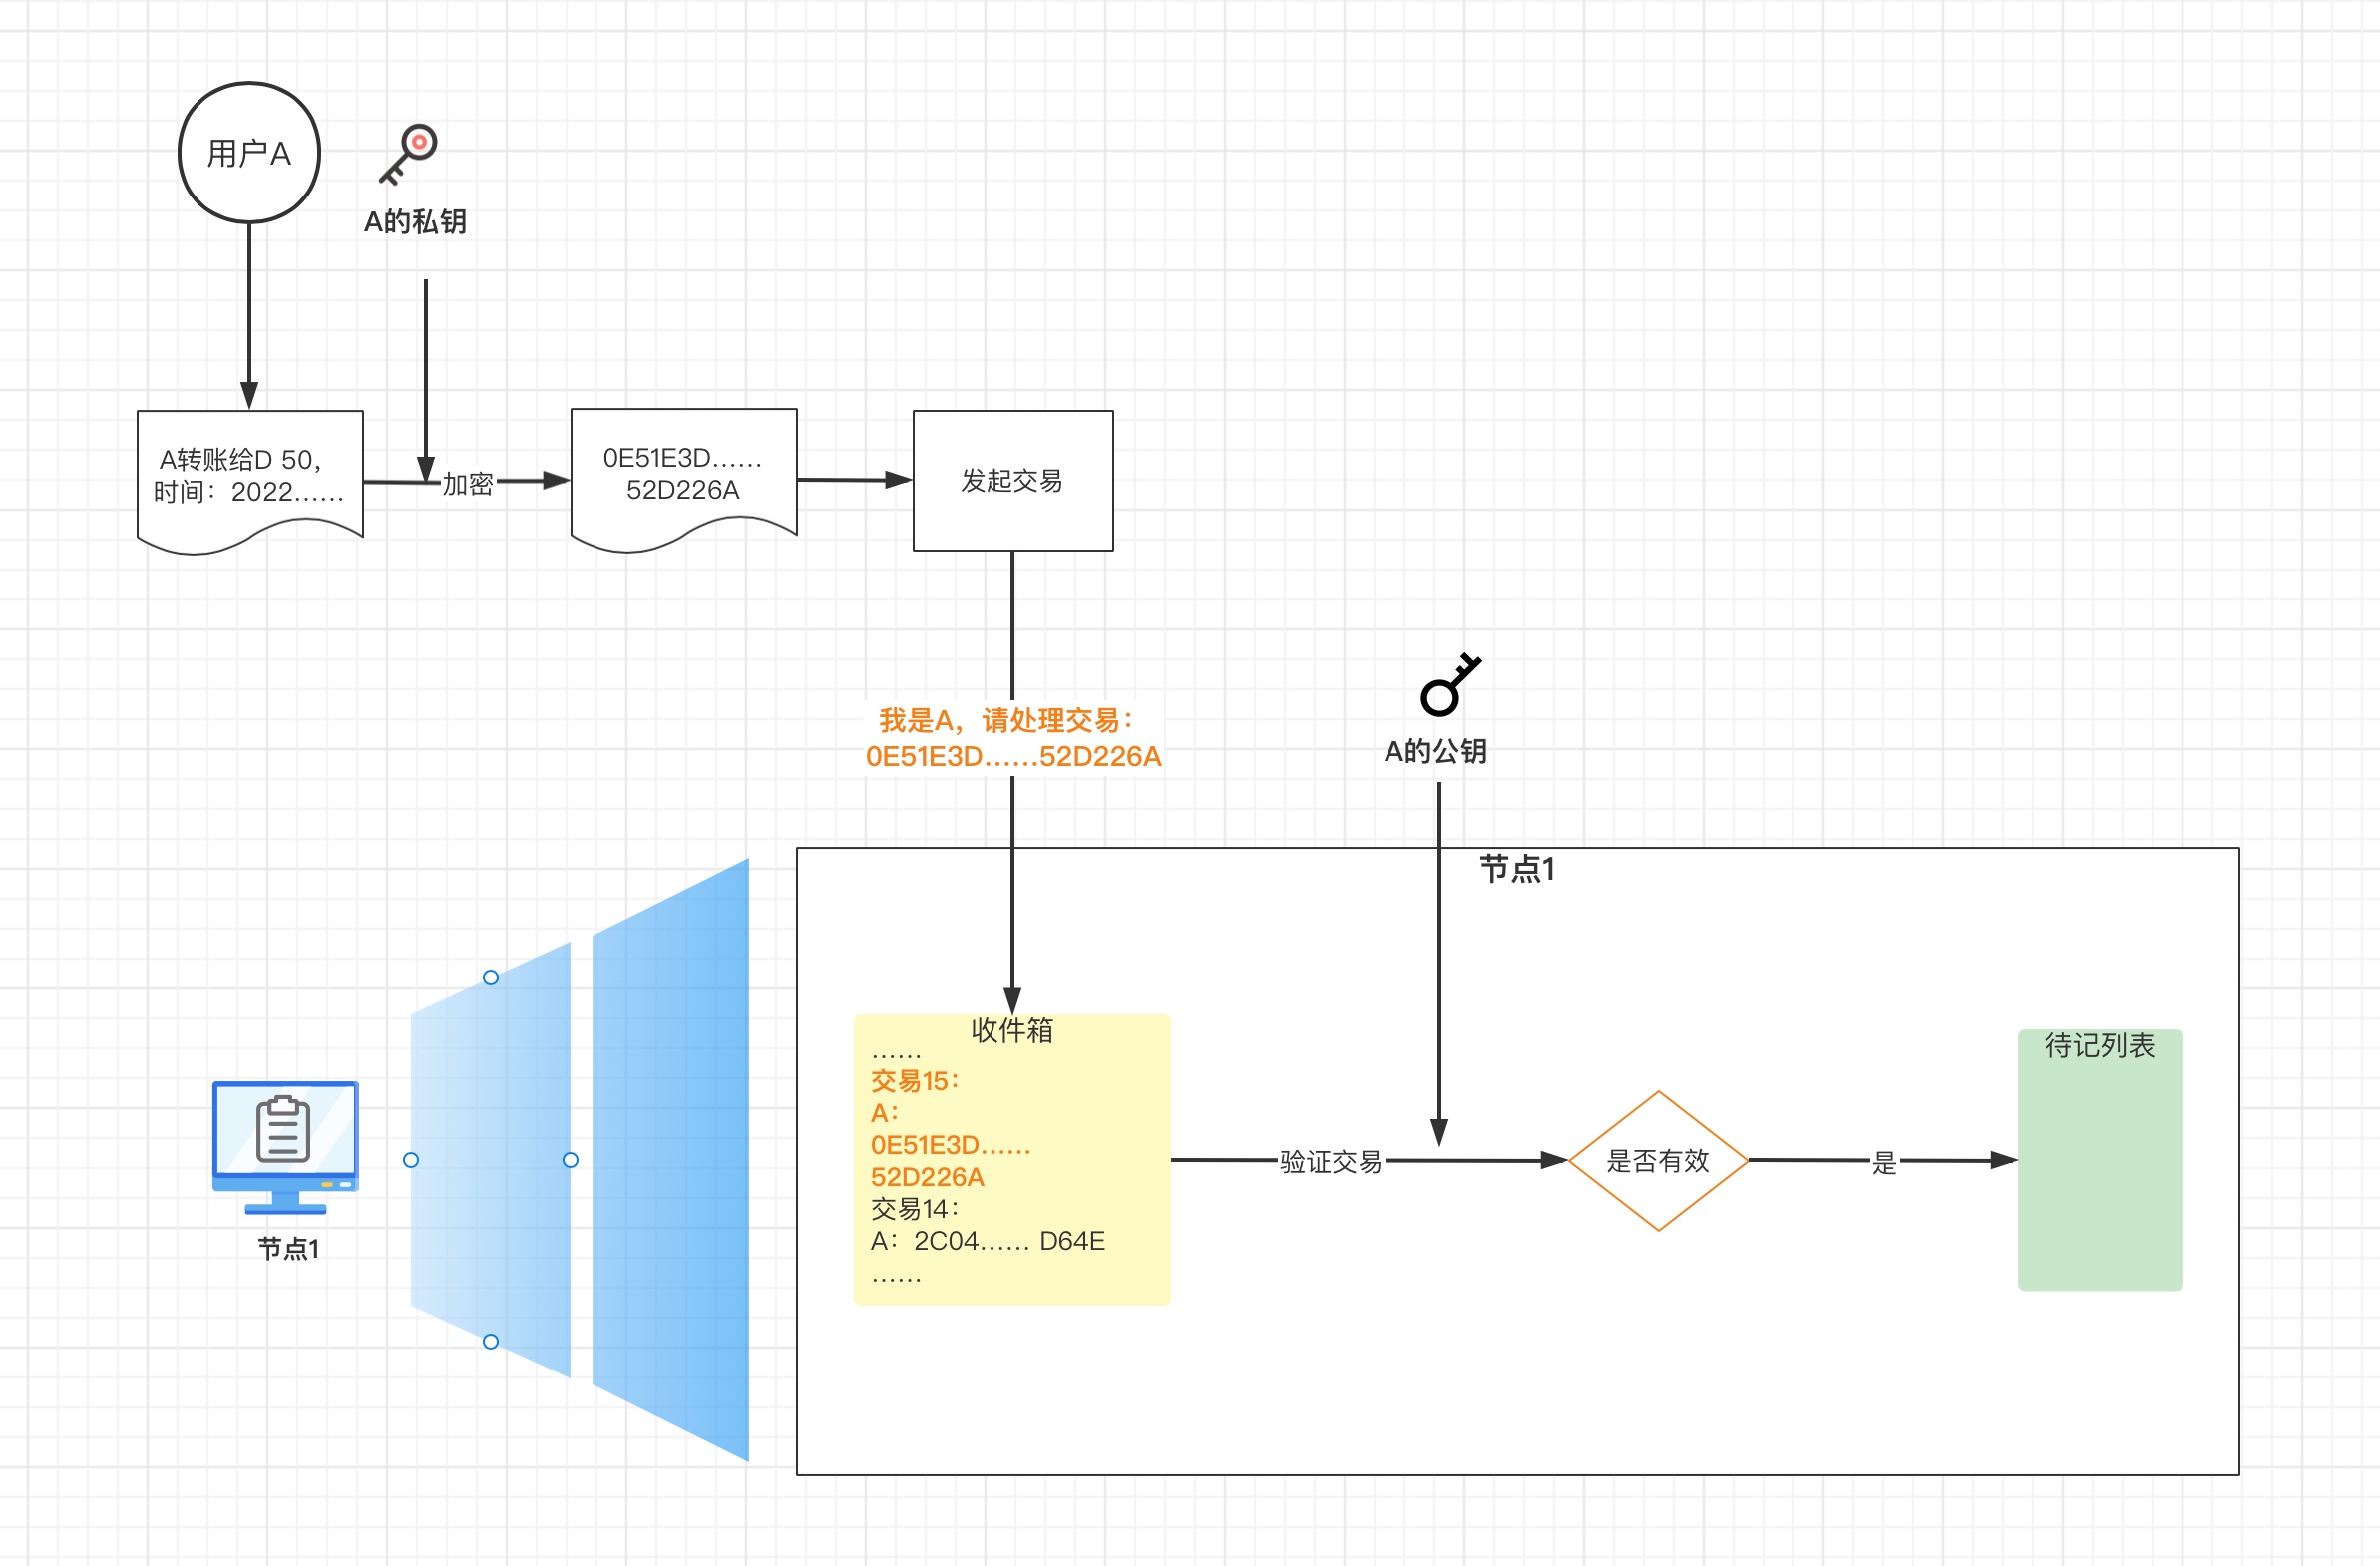 用户A
A的私钥
A转账给D 50，
时间：2022……
加密
0E51E3D……
52D226A
发起交易
我是A，请处理交易：
0E51E3D……52D226A
A的公钥
节点1
收件箱
……
交易15：
A：
0E51E3D……
52D226A
交易14：
A：2C04…… D64E
……
验证交易
是否有效
是
待记列表
节点1